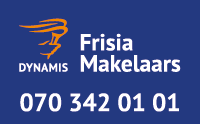 DYNAMIS
Frisia
Makelaars
070 342 01 01